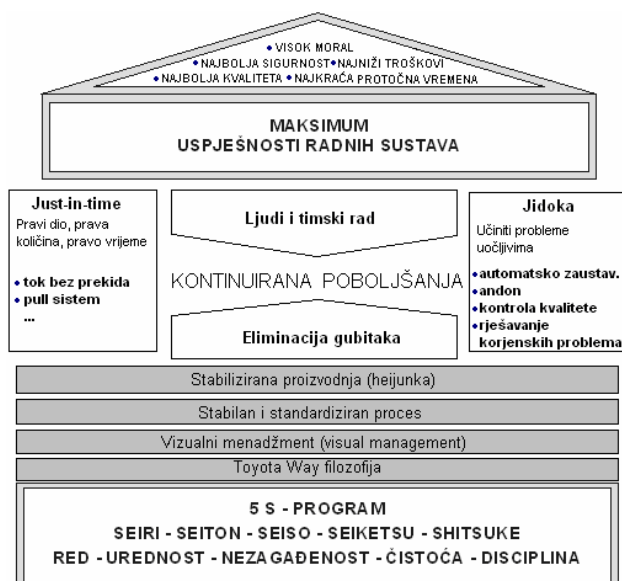 • VISOK MORAL
• NAJBOLJA SIGURNOST • NAJNIŽI TROŠKOVI
• NAJBOLJA KVALITETA • NAJKRAĆA PROTOČNA VREMENA
MAKSIMUM
USPJEŠNOSTI RADNIH SUSTAVA
Just-in-time
Pravi dio, prava
količina, pravo vrijeme
• tok bez prekida
• pull sistem
...
Ljudi i timski rad
KONTINUIRANA POBOLJŠANJA
Eliminacija gubitaka
Jidoka
Učiniti probleme
uočljivima
• automatsko zaustav.
• andon
• kontrola kvalitete
• rješavanje
korjenskih problema
Stabilizirana proizvodnja (heijunka)
Stabilan i standardiziran proces
Vizualni menadžment (visual management)
Toyota Way filozofija
5 S - PROGRAM
SEIRI - SEITON - SEISO - SEIKETSU - SHITSUKE
RED - UREDNOST - NEZAGAĐENOST - ČISTOĆA - DISCIPLINA